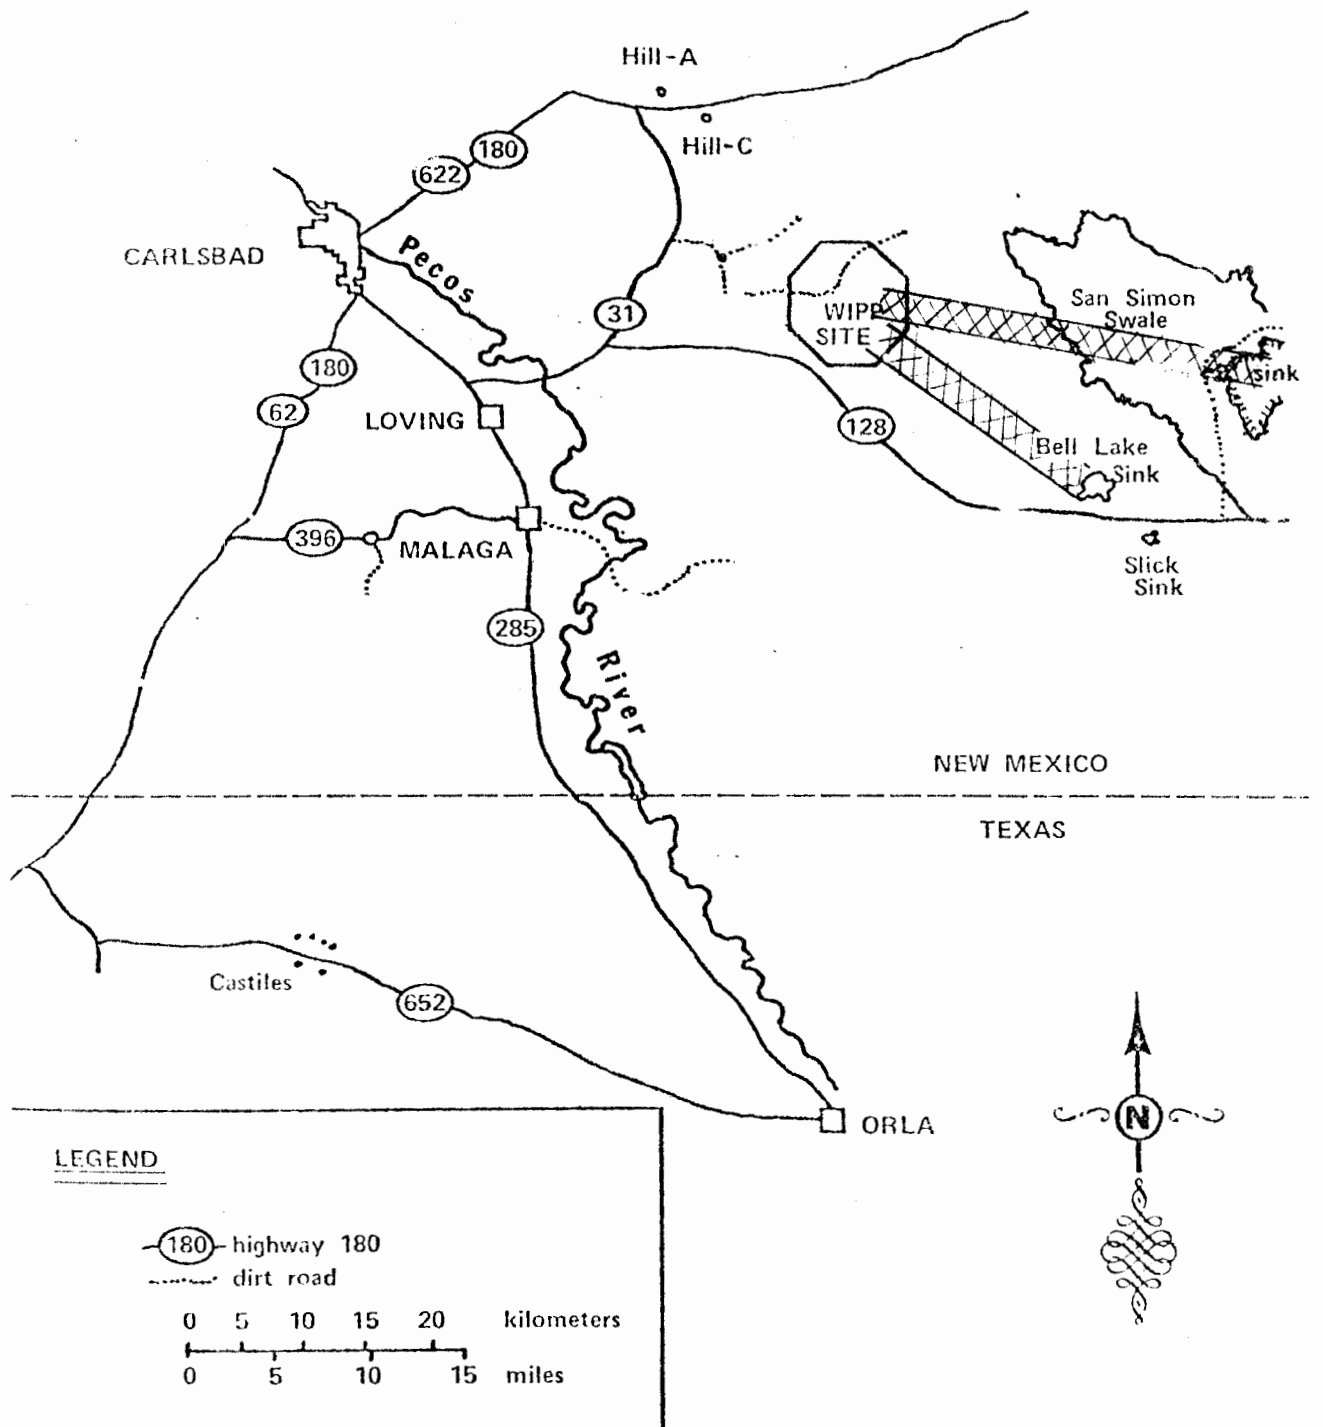 Hill-A
180
Hill-C
622
Pecos
CARLSBAD
San Simon
Swale
WIPP
SITE
31
180
sink
62
LOVING
128
Bell Lake
Sink
396
MALAGA
Slick
Sink
285
River
NEW MEXICO
TEXAS
Castiles
652
N
ORLA
LEGEND
180 highway 180
dirt road
0 5 10 15 20 kilometers
0 5 10 15 miles